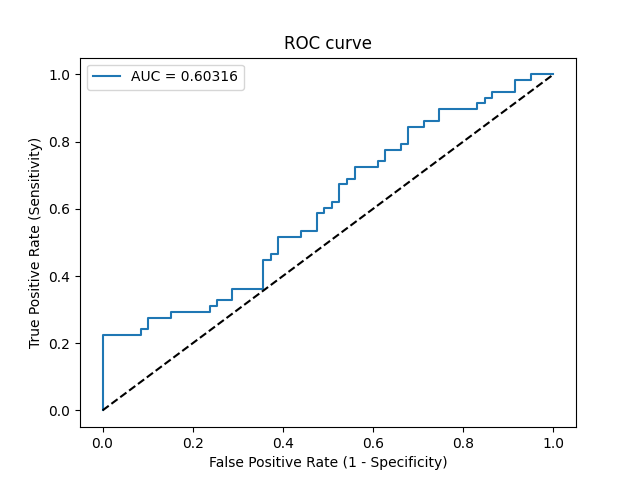 ROC curve
AUC = 0.60316
1.0
0.8
0.6
0.4
0.2
0.0
True Positive Rate (Sensitivity)
0.0 0.2 0.4 0.6 0.8 1.0
False Positive Rate (1 - Specificity)